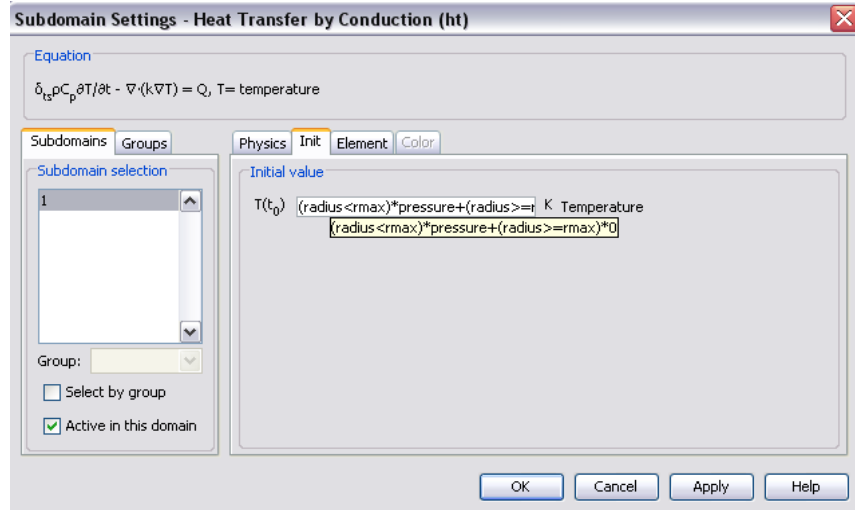 Subdomain Settings - Heat Transfer by Conduction (ht)
Equation
δtsρCp∂T/∂t - ∇·(k∇T) = Q, T= temperature
Subdomains Groups
Subdomain selection
1
Group:
Select by group
Active in this domain
Physics Init Element Color
Initial value
T(t0) (radius<rmax)*pressure+(radius>=r K Temperature
(radius<rmax)*pressure+(radius>=rmax)*0
OK Cancel Apply Help